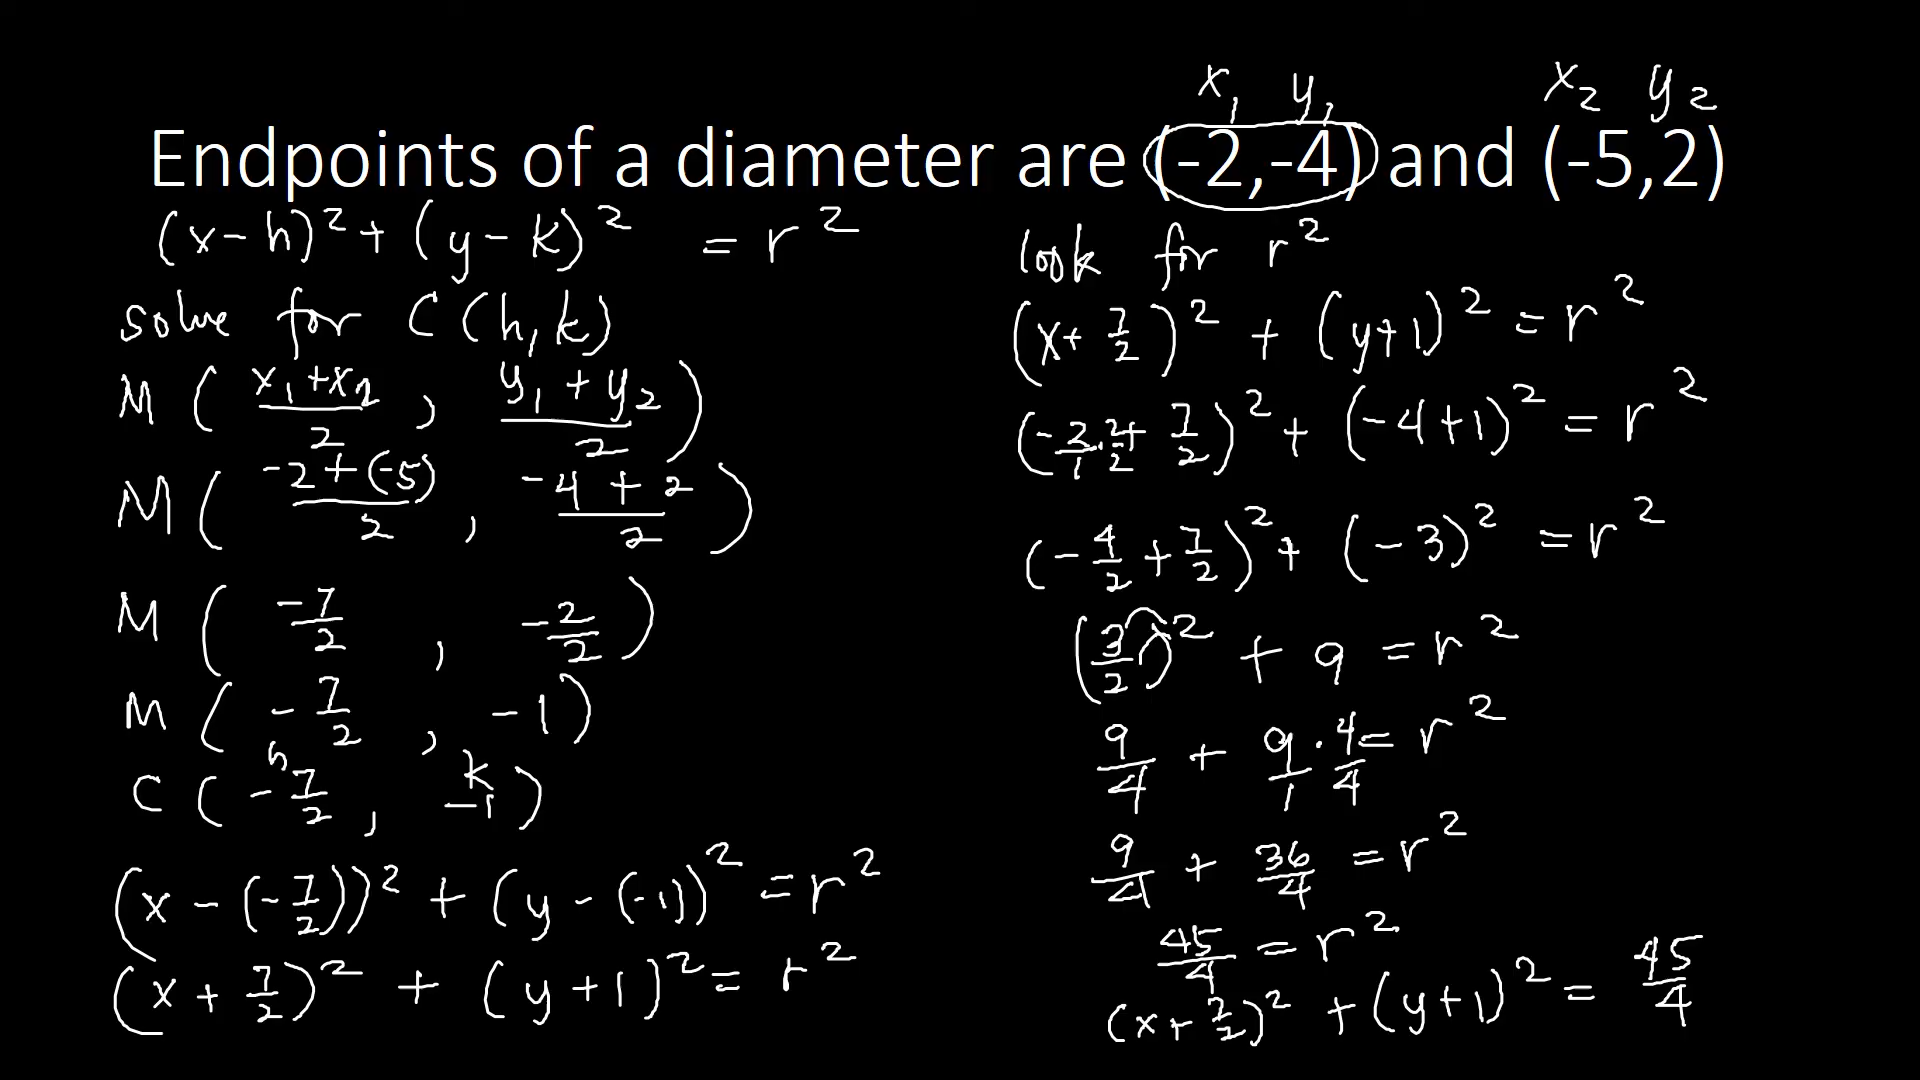 x₁ y₁ x₂ y₂
Endpoints of a diameter are (-2,-4) and (-5,2)
(x-h)² + (y-k)² = r²
solve for C(h,k)
M( (x₁+x₂)/2 , (y₁+y₂)/2 )
M( (-2+(-5))/2 , (-4+2)/2 )
M( -7/2 , -2/2 )
M( -7/2 , -1 )
h k
C( -7/2 , -1 )
(x-(-7/2))² + (y-(-1))² = r²
(x+7/2)² + (y+1)² = r²
look for r²
(x+7/2)² + (y+1)² = r²
(-2/1·2/2+7/2)² + (-4+1)² = r²
(-4/2+7/2)² + (-3)² = r²
(3/2)² + 9 = r²
9/4 + 9/1·4/4 = r²
9/4 + 36/4 = r²
45/4 = r²
(x+7/2)² + (y+1)² = 45/4